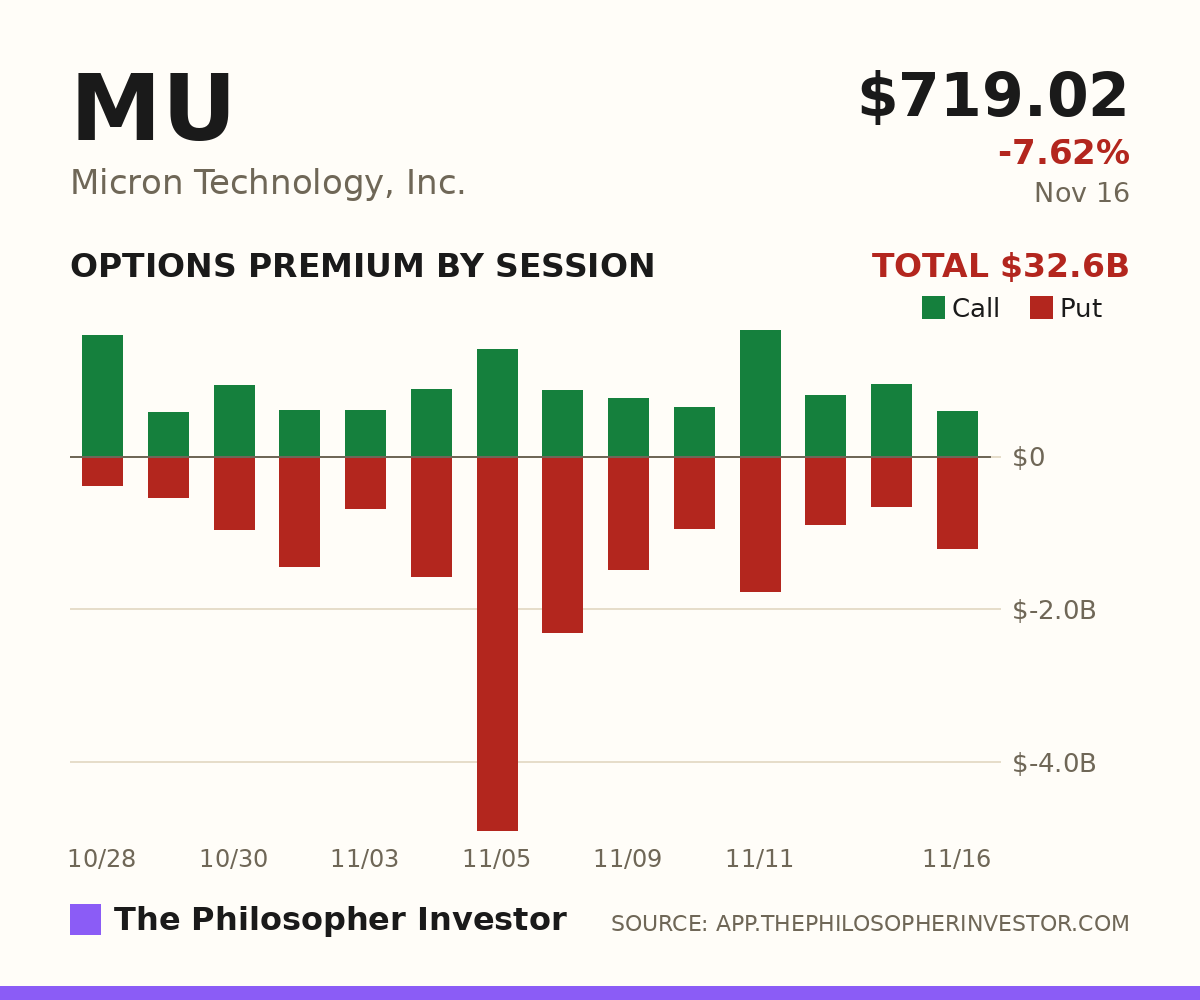 MU
$719.02
-7.62%
Micron Technology, Inc.
Nov 16
OPTIONS PREMIUM BY SESSION
TOTAL $32.6B
Call
Put
$0
$-2.0B
$-4.0B
10/28 10/30 11/03 11/05 11/09 11/11 11/16
The Philosopher Investor
SOURCE: APP.THEPHILOSOPHERINVESTOR.COM